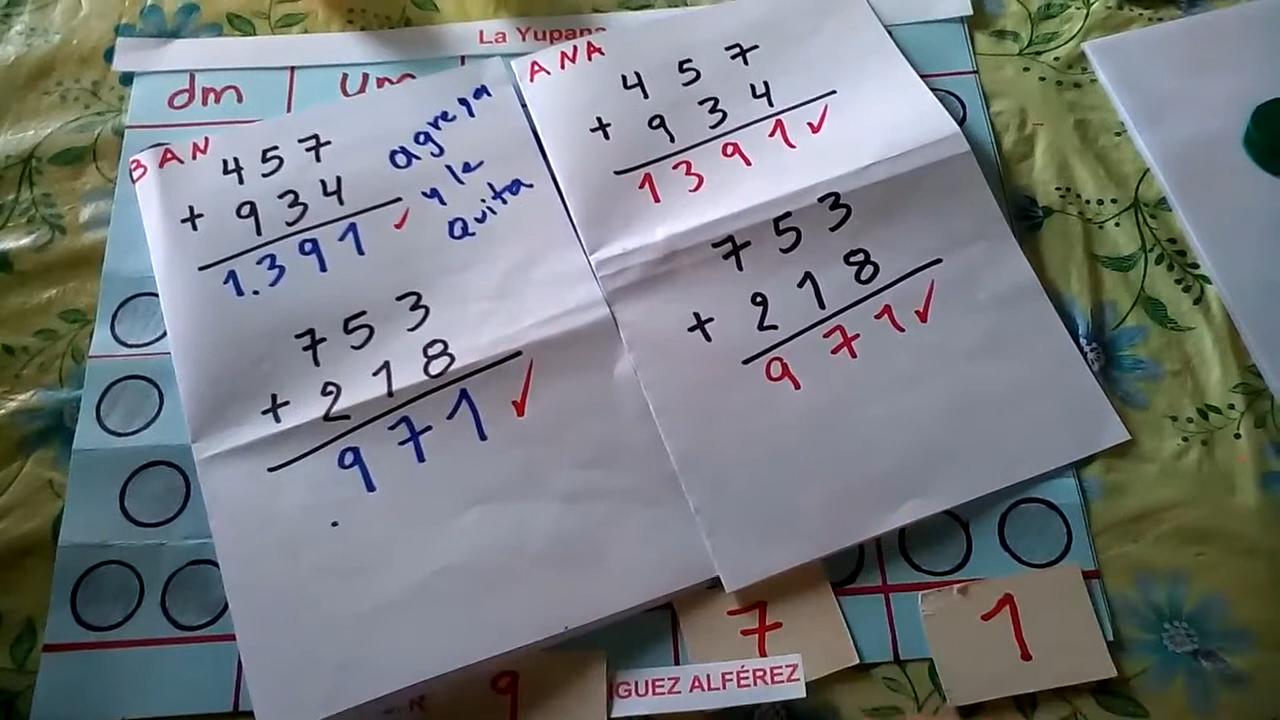 La Yupana
dm | um
BAN
457
+ 934
1.391 ✓
agrega
y le
quita
753
+ 218
971 ✓
ANA
457
+ 934
1391 ✓
753
+ 218
971 ✓
9
7
1
GUEZ ALFÉREZ